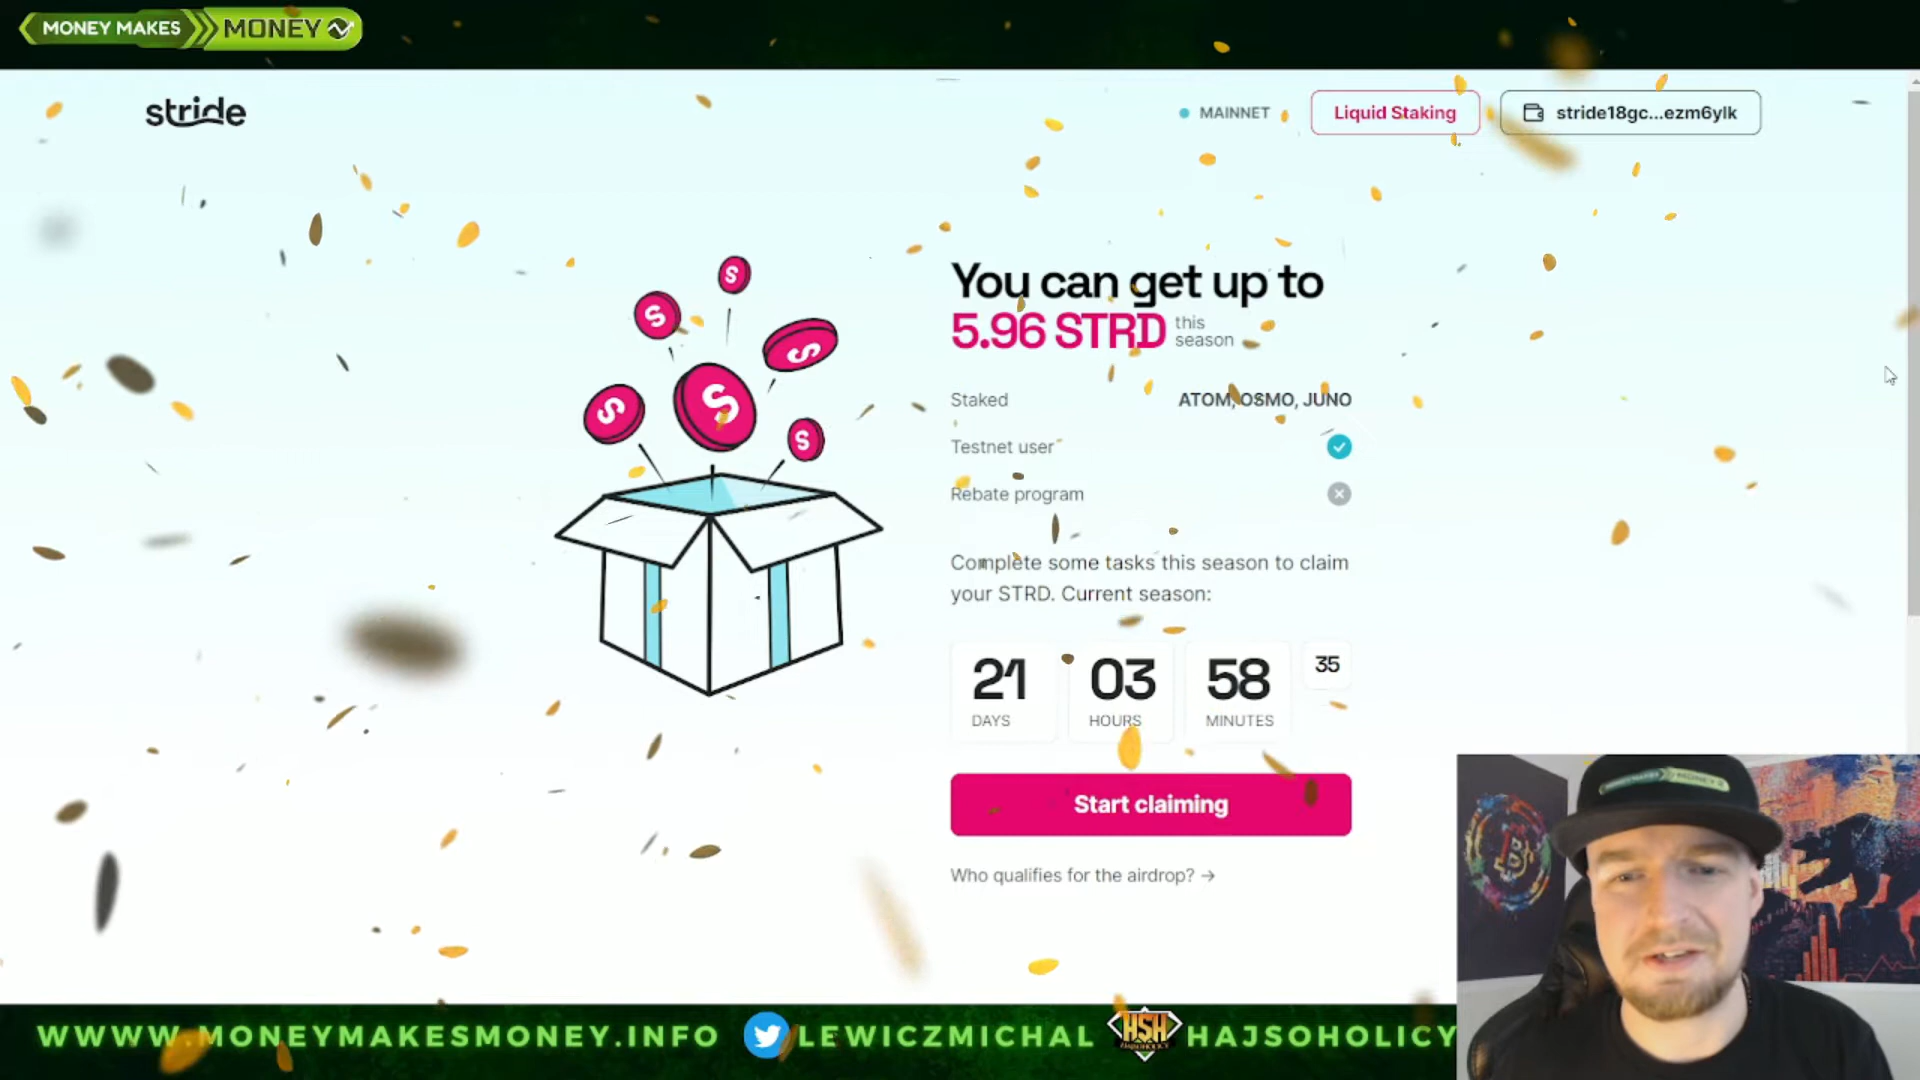 MONEY MAKES MONEY
stride
MAINNET
Liquid Staking
stride18gc...ezm6ylk
You can get up to
5.96 STRD this season
Staked ATOM, OSMO, JUNO
Testnet user
Rebate program
Complete some tasks this season to claim
your STRD. Current season:
21 03 58 35
DAYS HOURS MINUTES
Start claiming
Who qualifies for the airdrop? →
WWWW.MONEYMAKESMONEY.INFO LEWICZMICHAL HSH HAJSOHOLICY